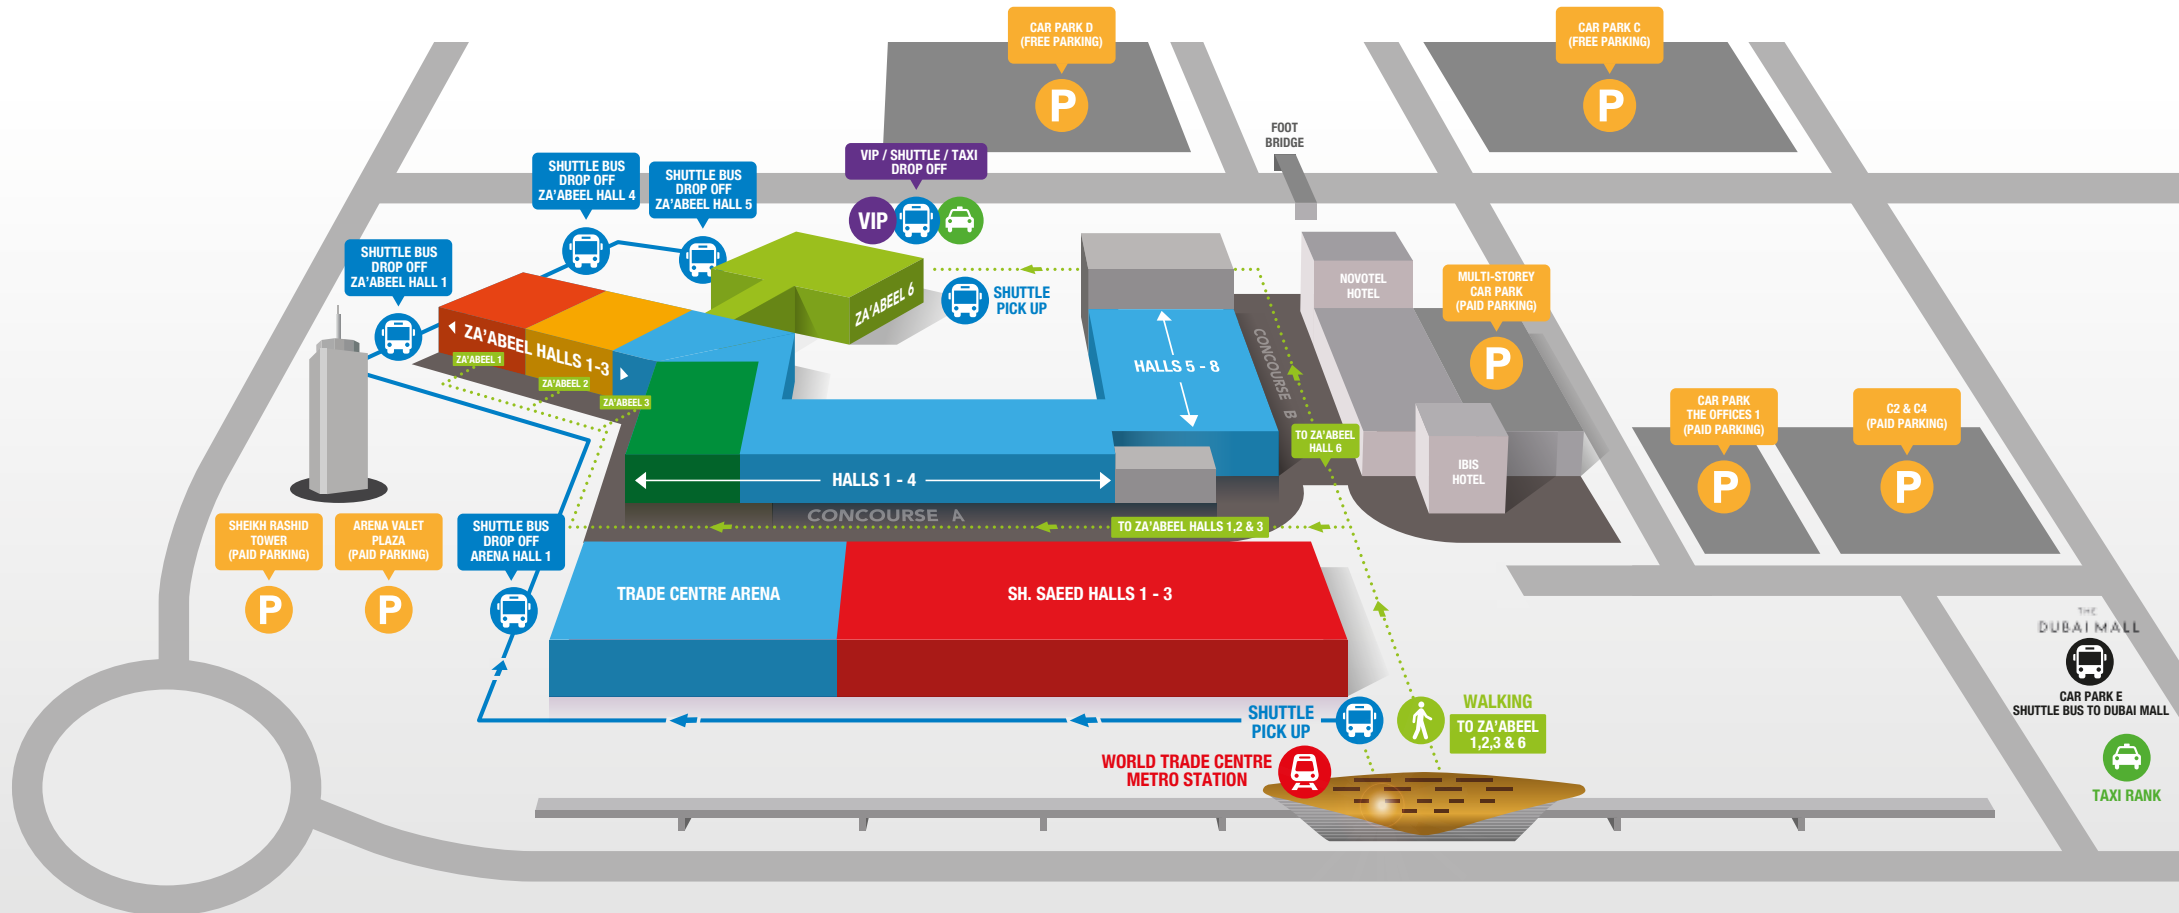 CAR PARK D
(FREE PARKING)
P
CAR PARK C
(FREE PARKING)
P
FOOT
BRIDGE
VIP / SHUTTLE / TAXI
DROP OFF
VIP
SHUTTLE BUS
DROP OFF
ZA'ABEEL HALL 4
SHUTTLE BUS
DROP OFF
ZA'ABEEL HALL 5
SHUTTLE BUS
DROP OFF
ZA'ABEEL HALL 1
ZA'ABEEL 6
SHUTTLE
PICK UP
NOVOTEL
HOTEL
MULTI-STOREY
CAR PARK
(PAID PARKING)
P
ZA'ABEEL HALLS 1-3
ZA'ABEEL 1
ZA'ABEEL 2
ZA'ABEEL 3
HALLS 5 - 8
CONCOURSE B
TO ZA'ABEEL
HALL 6
CAR PARK
THE OFFICES 1
(PAID PARKING)
P
C2 & C4
(PAID PARKING)
P
IBIS
HOTEL
HALLS 1 - 4
CONCOURSE A
TO ZA'ABEEL HALLS 1,2 & 3
SHEIKH RASHID
TOWER
(PAID PARKING)
P
ARENA VALET
PLAZA
(PAID PARKING)
P
SHUTTLE BUS
DROP OFF
ARENA HALL 1
TRADE CENTRE ARENA
SH. SAEED HALLS 1 - 3
THE
DUBAI MALL
CAR PARK E
SHUTTLE BUS TO DUBAI MALL
TAXI RANK
SHUTTLE
PICK UP
WALKING
TO ZA'ABEEL
1,2,3 & 6
WORLD TRADE CENTRE
METRO STATION